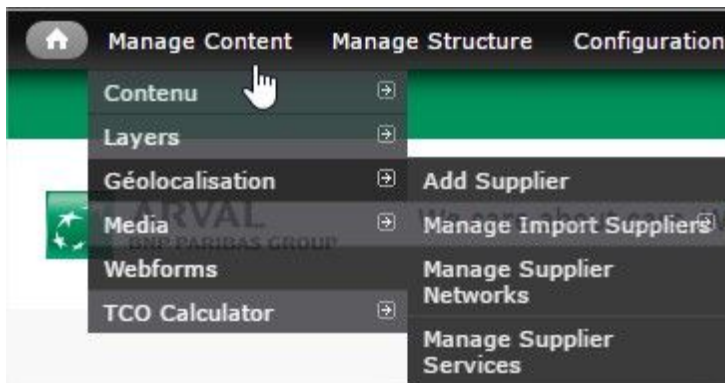 Manage Content Manage Structure Configuration
Contenu
Layers
Géolocalisation
Media
Webforms
TCO Calculator
Add Supplier
Manage Import Suppliers
Manage Supplier
Networks
Manage Supplier
Services
ARVAL
BNP PARIBAS GROUP